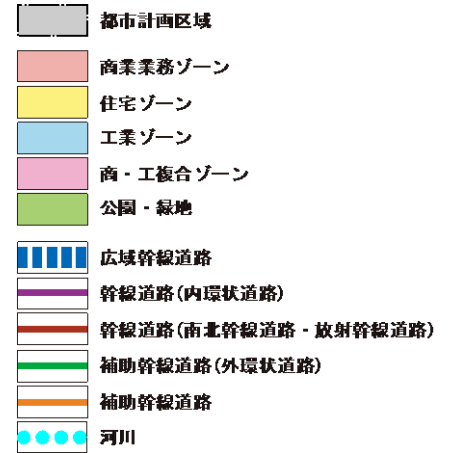 都市計画区域
商業業務ゾーン
住宅ゾーン
工業ゾーン
商・工複合ゾーン
公園・緑地
広域幹線道路
幹線道路(内環状道路)
幹線道路(南北幹線道路・放射幹線道路)
補助幹線道路(外環状道路)
補助幹線道路
河川